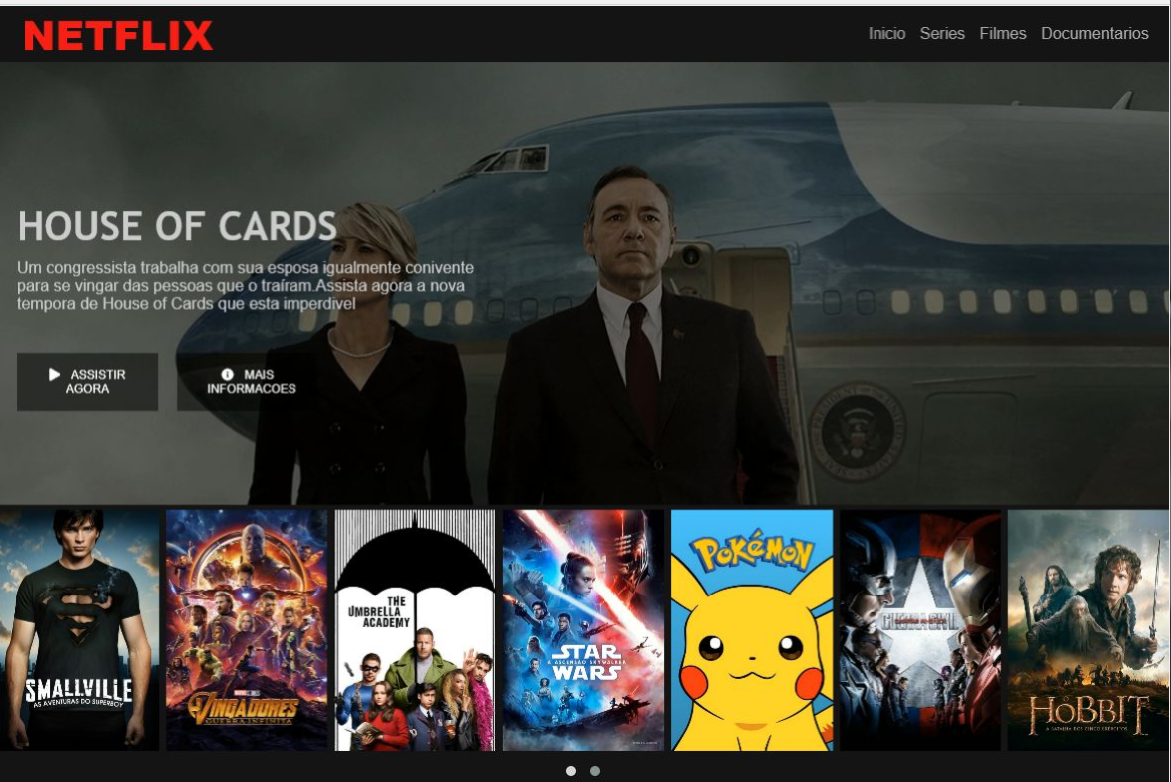 NETFLIX
Inicio Series Filmes Documentarios
HOUSE OF CARDS
Um congressista trabalha com sua esposa igualmente conivente
para se vingar das pessoas que o traíram.Assista agora a nova
tempora de House of Cards que esta imperdivel
ASSISTIR
AGORA
MAIS
INFORMACOES
SMALLVILLE
AS AVENTURAS DO SUPERBOY
VINGADORES
GUERRA INFINITA
THE
UMBRELLA
ACADEMY
STAR
A ASCENSÃO SKYWALKER
WARS
POKéMON
GUERRA CIVIL
O
HOBBIT
A BATALHA DOS CINCO EXÉRCITOS